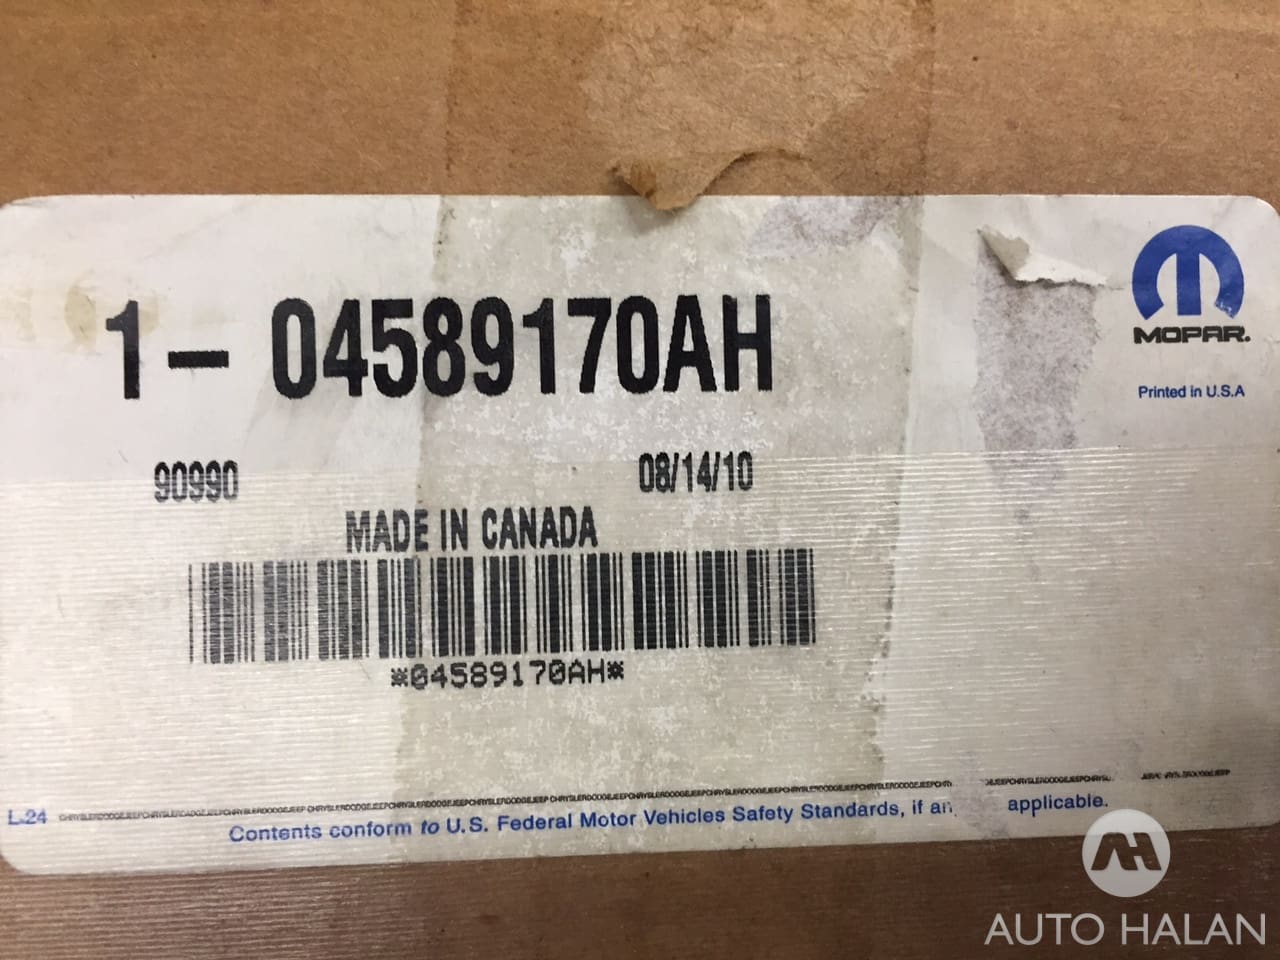 1-04589170AH
MOPAR.
Printed in U.S.A
90990
08/14/10
MADE IN CANADA
*04589170AH*
L-24
Contents conform to U.S. Federal Motor Vehicles Safety Standards, if an applicable.
AH
AUTO HALAN